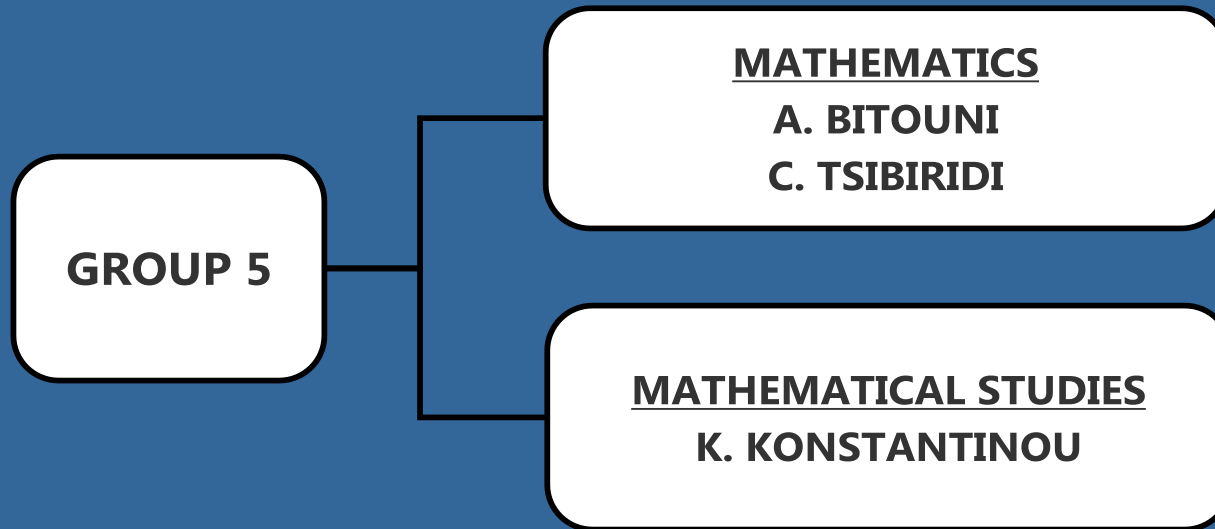 GROUP 5
MATHEMATICS
A. BITOUNI
C. TSIBIRIDI
MATHEMATICAL STUDIES
K. KONSTANTINOU